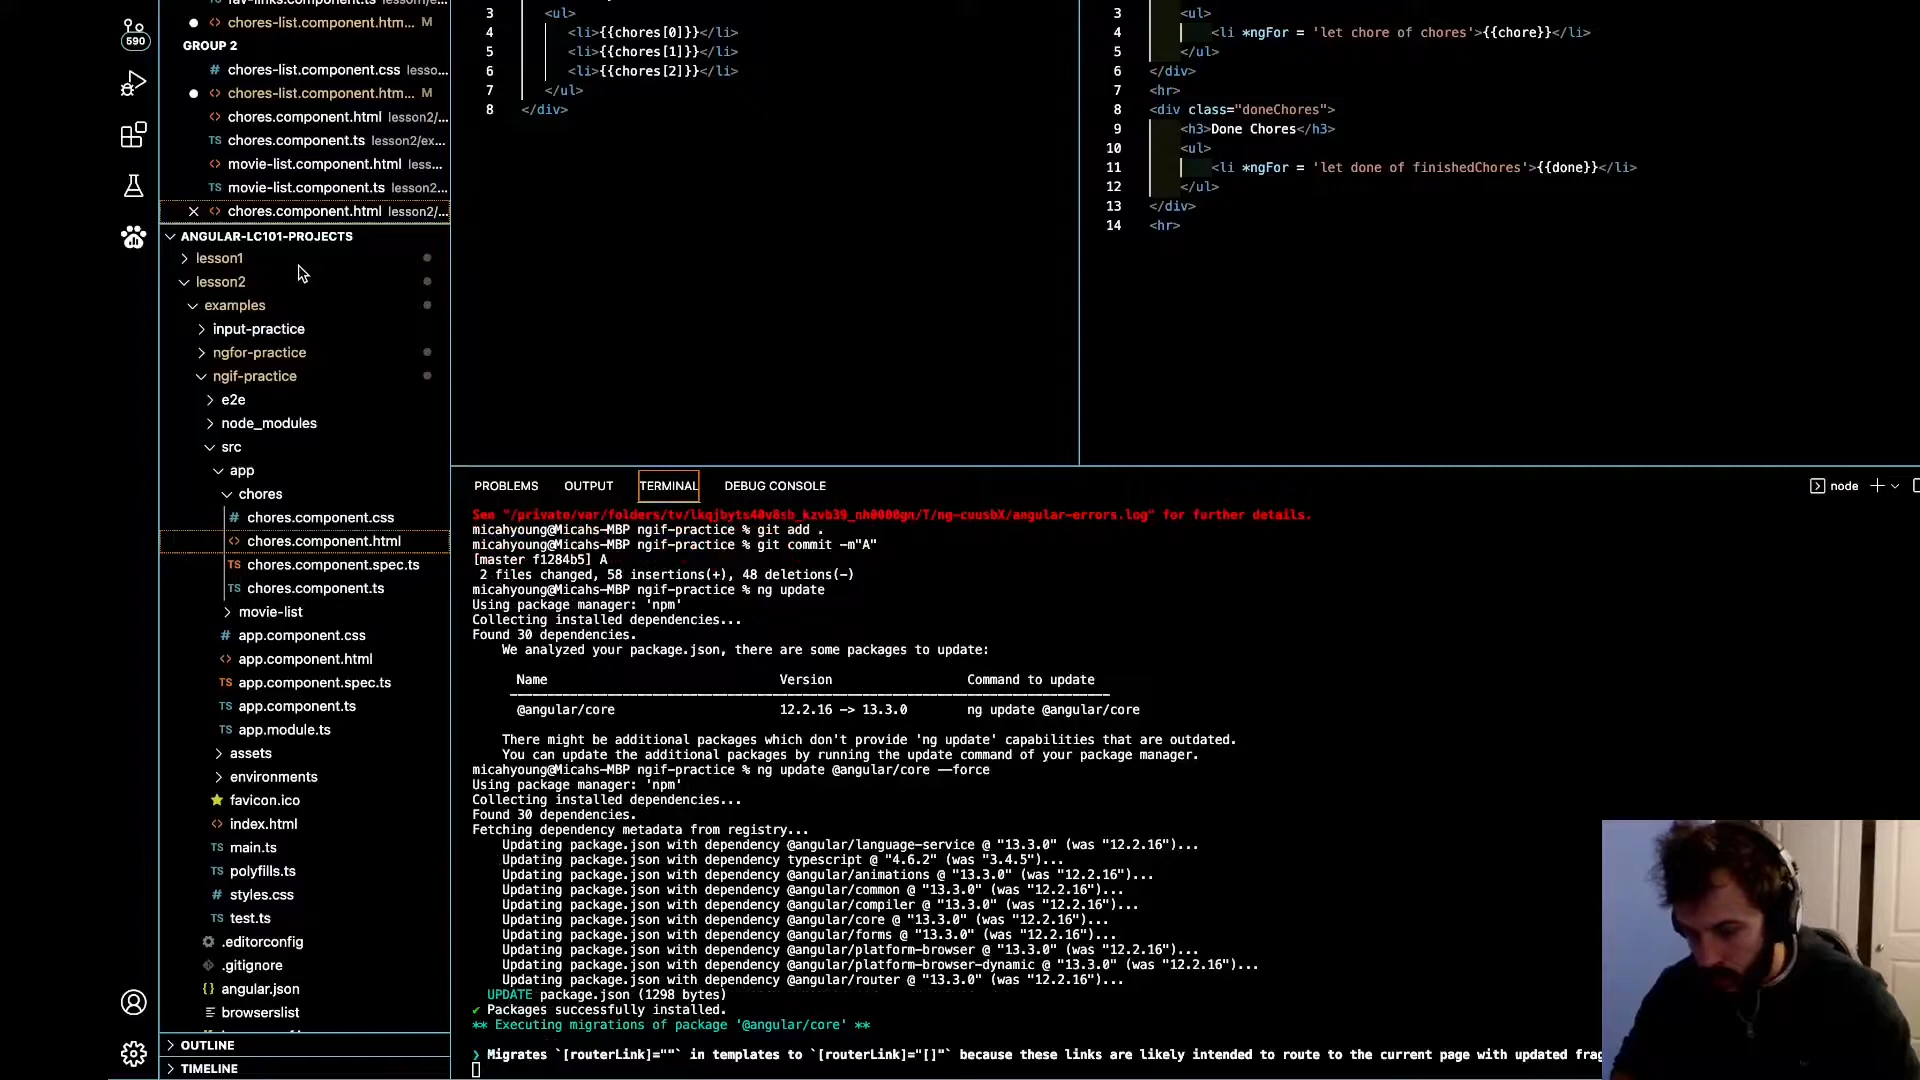 fav-links.component.ts lesson/e...
chores-list.component.htm... M
GROUP 2
chores-list.component.css lesso...
chores-list.component.htm... M
chores.component.html lesson2/...
chores.component.ts lesson2/ex...
movie-list.component.html less...
movie-list.component.ts lesson2...
chores.component.html lesson2/...
590
ANGULAR-LC101-PROJECTS
lesson1
lesson2
examples
input-practice
ngfor-practice
ngif-practice
e2e
node_modules
src
app
chores
chores.component.css
chores.component.html
chores.component.spec.ts
chores.component.ts
movie-list
app.component.css
app.component.html
app.component.spec.ts
app.component.ts
app.module.ts
assets
environments
favicon.ico
index.html
main.ts
polyfills.ts
styles.css
test.ts
.editorconfig
.gitignore
angular.json
browserslist
OUTLINE
TIMELINE
3 <ul>
4 <li>{{chores[0]}}</li>
5 <li>{{chores[1]}}</li>
6 <li>{{chores[2]}}</li>
7 </ul>
8 </div>
3 <ul>
4 <li *ngFor = 'let chore of chores'>{{chore}}</li>
5 </ul>
6 </div>
7 <hr>
8 <div class="doneChores">
9 <h3>Done Chores</h3>
10 <ul>
11 <li *ngFor = 'let done of finishedChores'>{{done}}</li>
12 </ul>
13 </div>
14 <hr>
PROBLEMS OUTPUT TERMINAL DEBUG CONSOLE node
See "/private/var/folders/tv/lkqjbyts40v8sb_kzvb39_nh0000gn/T/ng-cuusbX/angular-errors.log" for further details.
micahyoung@Micahs-MBP ngif-practice % git add .
micahyoung@Micahs-MBP ngif-practice % git commit -m"A"
[master f1284b5] A
2 files changed, 58 insertions(+), 48 deletions(-)
micahyoung@Micahs-MBP ngif-practice % ng update
Using package manager: 'npm'
Collecting installed dependencies...
Found 30 dependencies.
We analyzed your package.json, there are some packages to update:
Name Version Command to update
@angular/core 12.2.16 -> 13.3.0 ng update @angular/core
There might be additional packages which don't provide 'ng update' capabilities that are outdated.
You can update the additional packages by running the update command of your package manager.
micahyoung@Micahs-MBP ngif-practice % ng update @angular/core --force
Using package manager: 'npm'
Collecting installed dependencies...
Found 30 dependencies.
Fetching dependency metadata from registry...
Updating package.json with dependency @angular/language-service @ "13.3.0" (was "12.2.16")...
Updating package.json with dependency typescript @ "4.6.2" (was "3.4.5")...
Updating package.json with dependency @angular/animations @ "13.3.0" (was "12.2.16")...
Updating package.json with dependency @angular/common @ "13.3.0" (was "12.2.16")...
Updating package.json with dependency @angular/compiler @ "13.3.0" (was "12.2.16")...
Updating package.json with dependency @angular/core @ "13.3.0" (was "12.2.16")...
Updating package.json with dependency @angular/forms @ "13.3.0" (was "12.2.16")...
Updating package.json with dependency @angular/platform-browser @ "13.3.0" (was "12.2.16")...
Updating package.json with dependency @angular/platform-browser-dynamic @ "13.3.0" (was "12.2.16")...
Updating package.json with dependency @angular/router @ "13.3.0" (was "12.2.16")...
UPDATE package.json (1298 bytes)
✔ Packages successfully installed.
** Executing migrations of package '@angular/core' **
❯ Migrates `[routerLink]=""` in templates to `[routerLink]="[]"` because these links are likely intended to route to the current page with updated frag